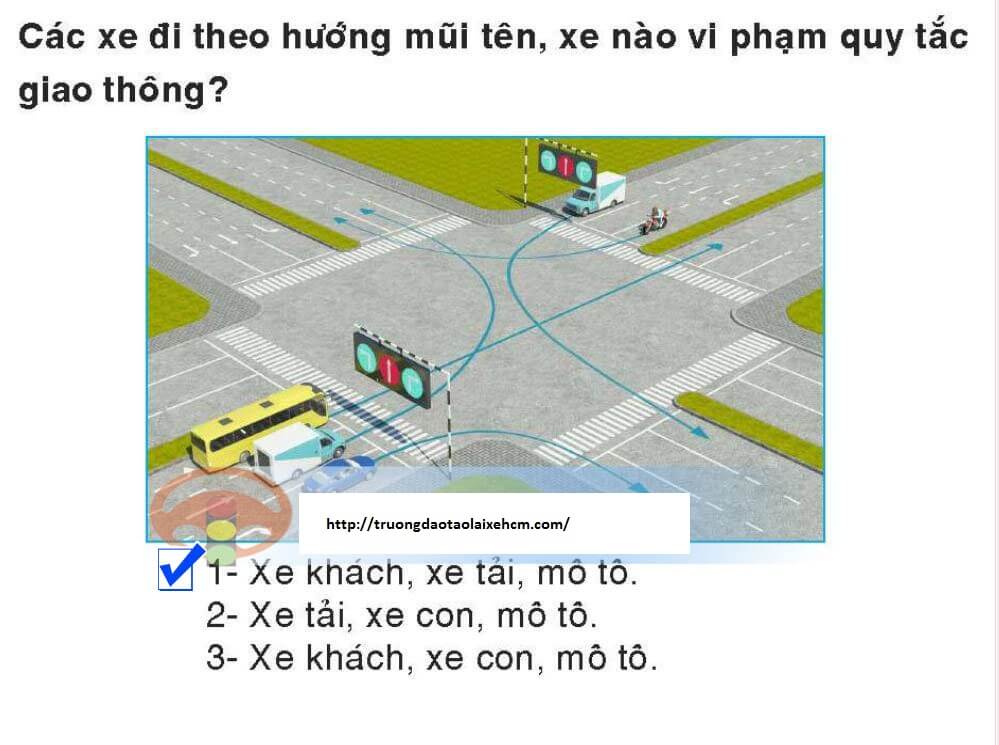 Các xe đi theo hướng mũi tên, xe nào vi phạm quy tắc
giao thông?
http://truongdaotaolaixehcm.com/
1- Xe khách, xe tải, mô tô.
2- Xe tải, xe con, mô tô.
3- Xe khách, xe con, mô tô.